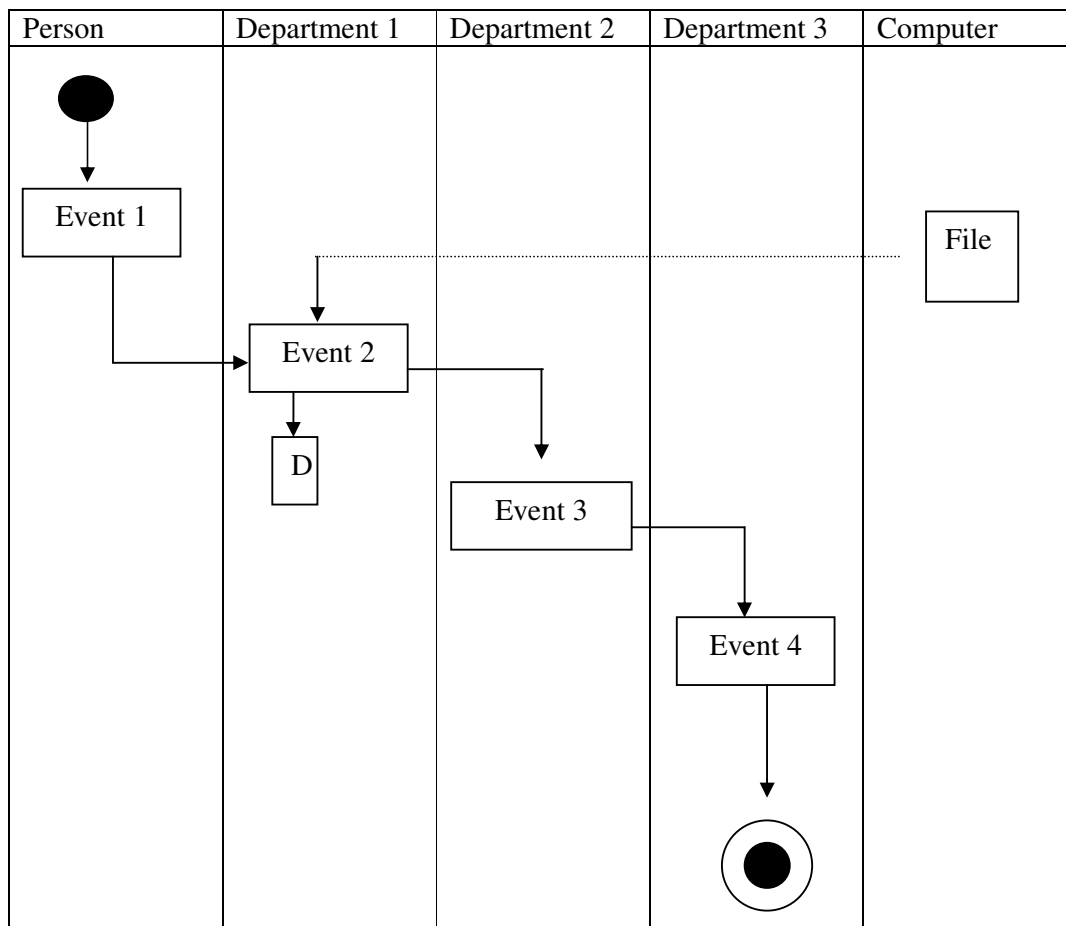 Person Department 1 Department 2 Department 3 Computer
Event 1
File
Event 2
D
Event 3
Event 4